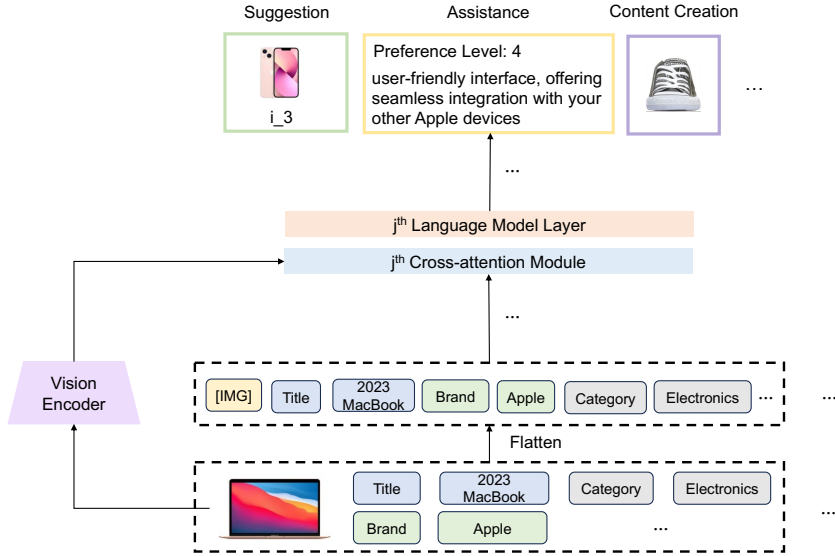 Suggestion
Assistance
Content Creation
i_3
Preference Level: 4
user-friendly interface, offering
seamless integration with your
other Apple devices
...
...
jth Language Model Layer
jth Cross-attention Module
...
Vision
Encoder
[IMG]
Title
2023
MacBook
Brand
Apple
Category
Electronics
...
...
Flatten
Title
2023
MacBook
Category
Electronics
Brand
Apple
...
...